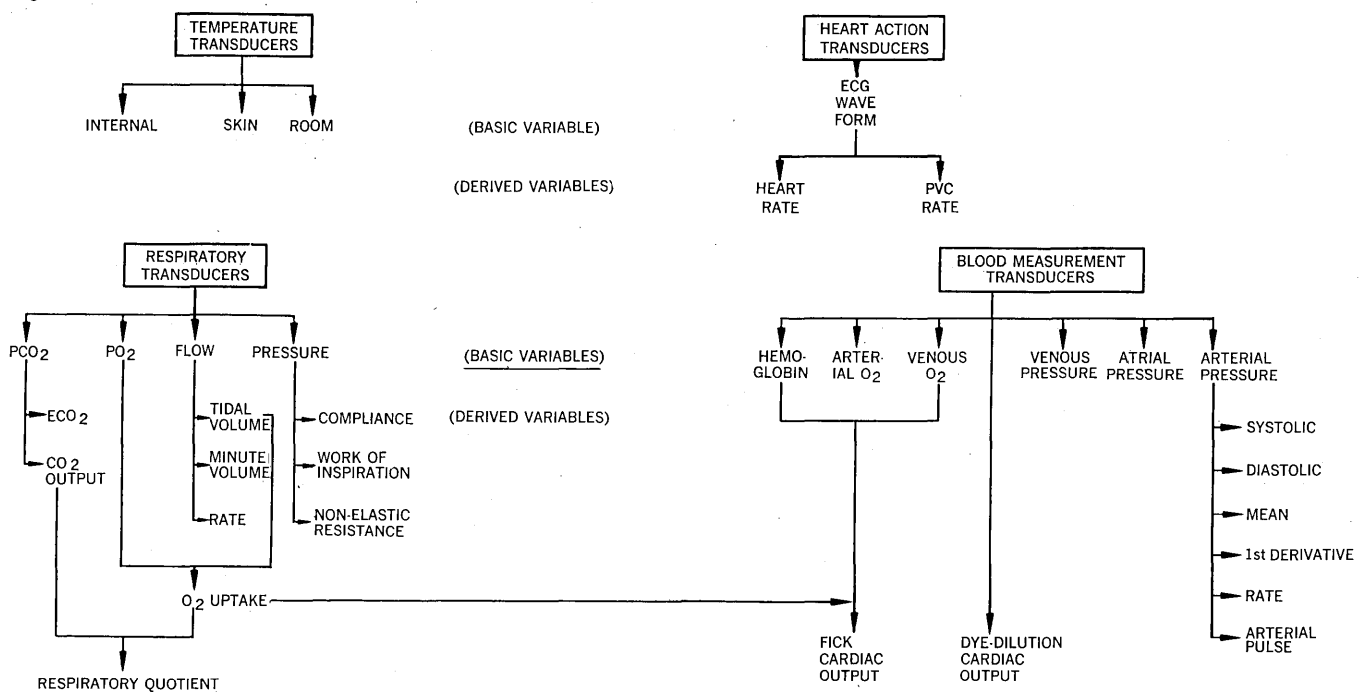 TEMPERATURE
TRANSDUCERS
INTERNAL
SKIN
ROOM
(BASIC VARIABLE)
(DERIVED VARIABLES)
HEART ACTION
TRANSDUCERS
ECG
WAVE
FORM
HEART
RATE
PVC
RATE
RESPIRATORY
TRANSDUCERS
PCO2
PO2
FLOW
PRESSURE
ECO2
CO2
OUTPUT
TIDAL
VOLUME
MINUTE
VOLUME
RATE
COMPLIANCE
WORK OF
INSPIRATION
NON-ELASTIC
RESISTANCE
O2 UPTAKE
RESPIRATORY QUOTIENT
(BASIC VARIABLES)
(DERIVED VARIABLES)
BLOOD MEASUREMENT
TRANSDUCERS
HEMO-
GLOBIN
ARTER-
IAL O2
VENOUS
O2
VENOUS
PRESSURE
ATRIAL
PRESSURE
ARTERIAL
PRESSURE
SYSTOLIC
DIASTOLIC
MEAN
1st DERIVATIVE
RATE
ARTERIAL
PULSE
FICK
CARDIAC
OUTPUT
DYE-DILUTION
CARDIAC
OUTPUT